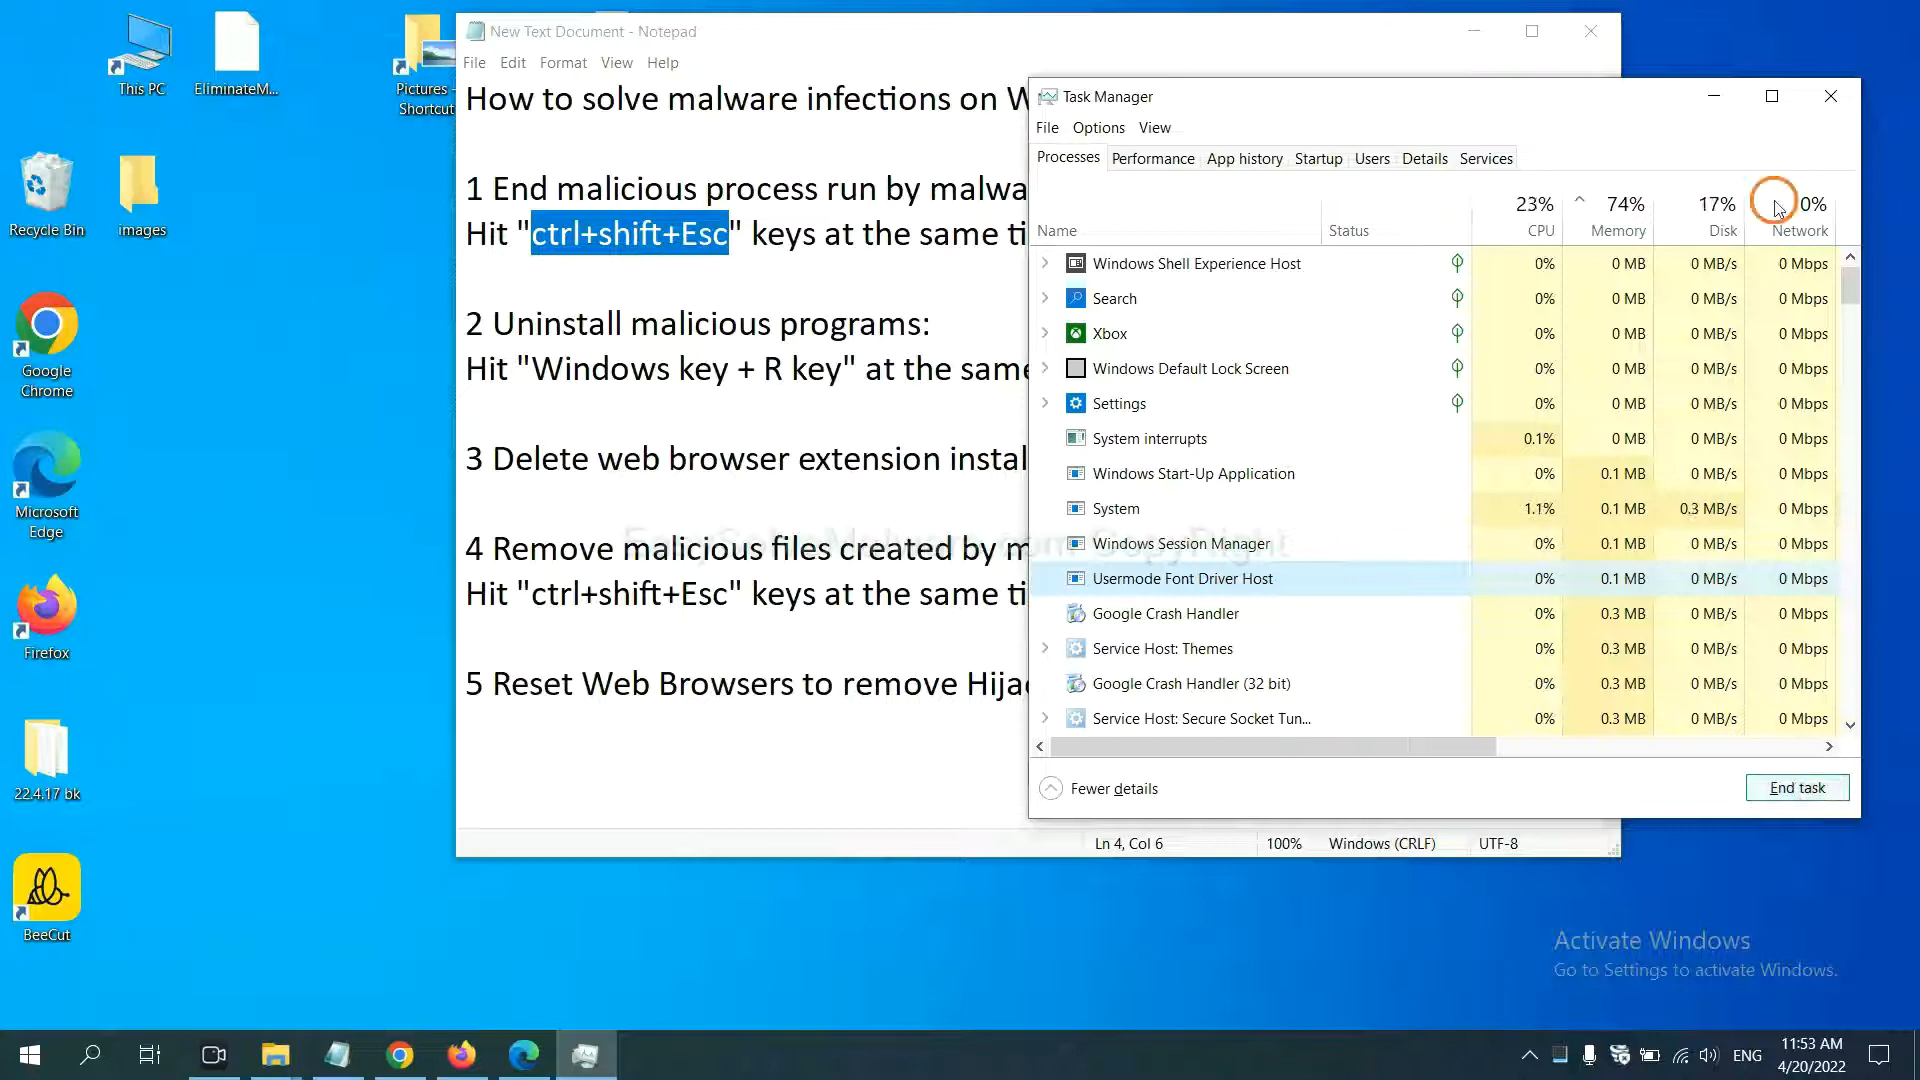 This PC
EliminateM...
Pictures -
Shortcut
Recycle Bin
images
Google
Chrome
Microsoft
Edge
Firefox
22.4.17 bk
BeeCut
New Text Document - Notepad
File Edit Format View Help
How to solve malware infections on W
1 End malicious process run by malwa
Hit "ctrl+shift+Esc" keys at the same ti
2 Uninstall malicious programs:
Hit "Windows key + R key" at the same
3 Delete web browser extension instal
4 Remove malicious files created by m
Hit "ctrl+shift+Esc" keys at the same ti
5 Reset Web Browsers to remove Hijac
Ln 4, Col 6 100% Windows (CRLF) UTF-8
Task Manager
File Options View
Processes Performance App history Startup Users Details Services
23% 74% 17% 0%
Name Status CPU Memory Disk Network
Windows Shell Experience Host 0% 0 MB 0 MB/s 0 Mbps
Search 0% 0 MB 0 MB/s 0 Mbps
Xbox 0% 0 MB 0 MB/s 0 Mbps
Windows Default Lock Screen 0% 0 MB 0 MB/s 0 Mbps
Settings 0% 0 MB 0 MB/s 0 Mbps
System interrupts 0.1% 0 MB 0 MB/s 0 Mbps
Windows Start-Up Application 0% 0.1 MB 0 MB/s 0 Mbps
System 1.1% 0.1 MB 0.3 MB/s 0 Mbps
Windows Session Manager 0% 0.1 MB 0 MB/s 0 Mbps
Usermode Font Driver Host 0% 0.1 MB 0 MB/s 0 Mbps
Google Crash Handler 0% 0.3 MB 0 MB/s 0 Mbps
Service Host: Themes 0% 0.3 MB 0 MB/s 0 Mbps
Google Crash Handler (32 bit) 0% 0.3 MB 0 MB/s 0 Mbps
Service Host: Secure Socket Tun... 0% 0.3 MB 0 MB/s 0 Mbps
Fewer details End task
Activate Windows
Go to Settings to activate Windows.
ENG
11:53 AM
4/20/2022